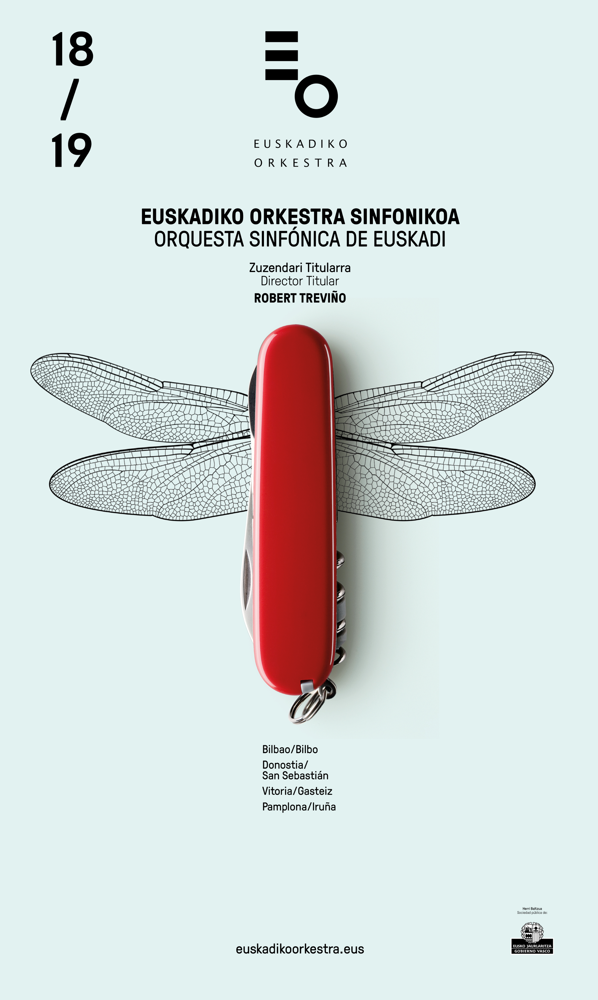 18
/
19
EUSKADIKO
ORKESTRA
EUSKADIKO ORKESTRA SINFONIKOA
ORQUESTA SINFÓNICA DE EUSKADI
Zuzendari Titularra
Director Titular
ROBERT TREVIÑO
Bilbao/Bilbo
Donostia/
San Sebastián
Vitoria/Gasteiz
Pamplona/Iruña
Herri Baltzua
Sociedad pública de:
EUSKO JAURLARITZA
GOBIERNO VASCO
euskadikoorkestra.eus